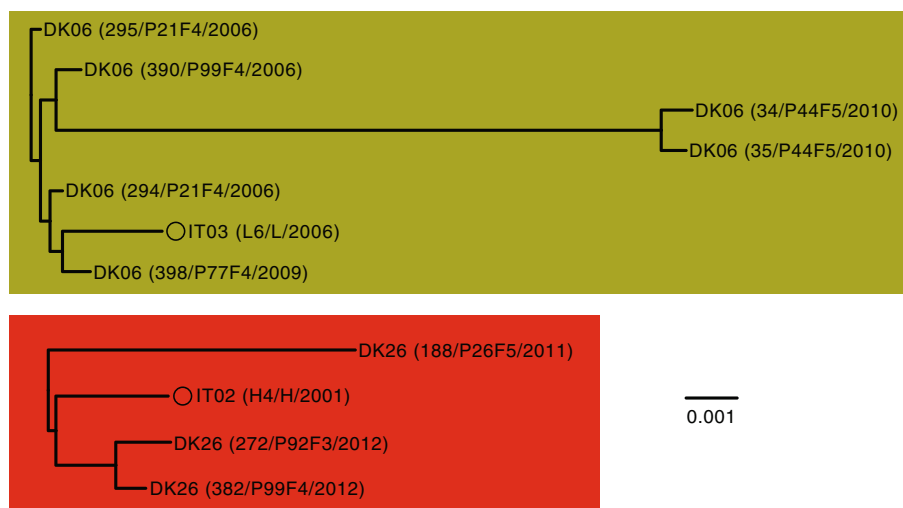 DK06 (295/P21F4/2006)
DK06 (390/P99F4/2006)
DK06 (34/P44F5/2010)
DK06 (35/P44F5/2010)
DK06 (294/P21F4/2006)
IT03 (L6/L/2006)
DK06 (398/P77F4/2009)
DK26 (188/P26F5/2011)
IT02 (H4/H/2001)
DK26 (272/P92F3/2012)
DK26 (382/P99F4/2012)
0.001